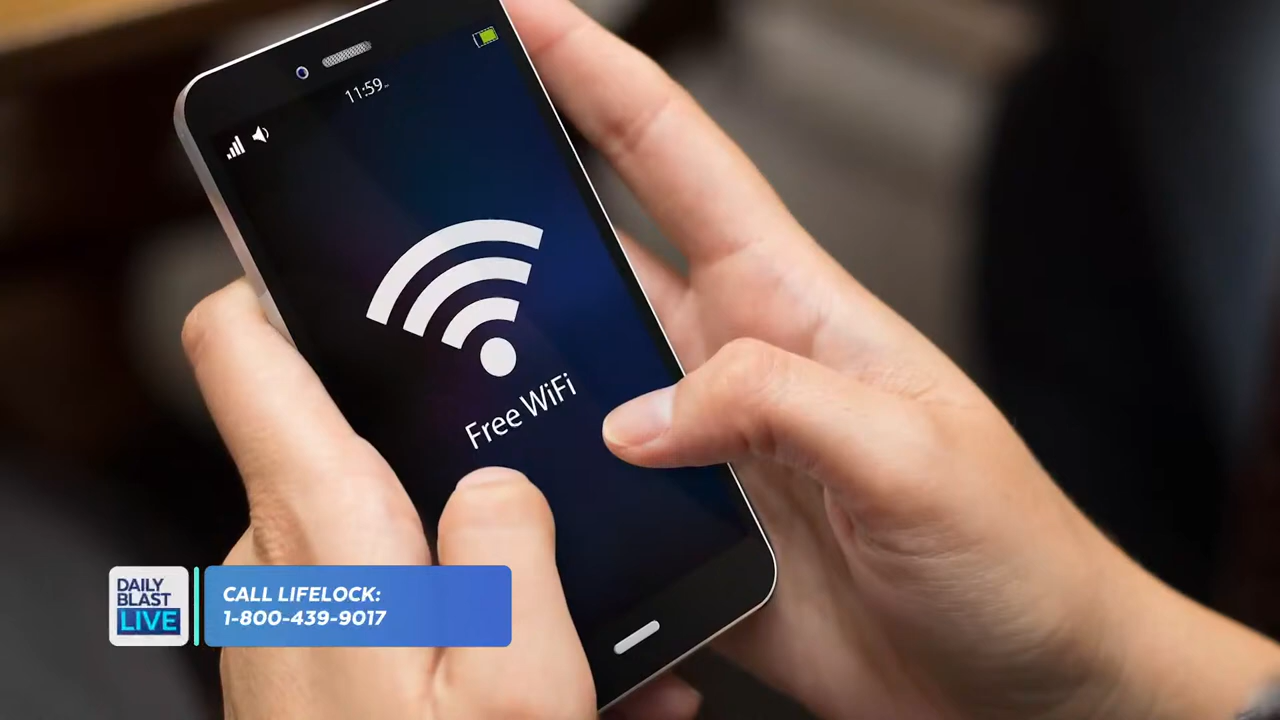 11:59
Free WiFi
DAILY
BLAST
LIVE
CALL LIFELOCK:
1-800-439-9017